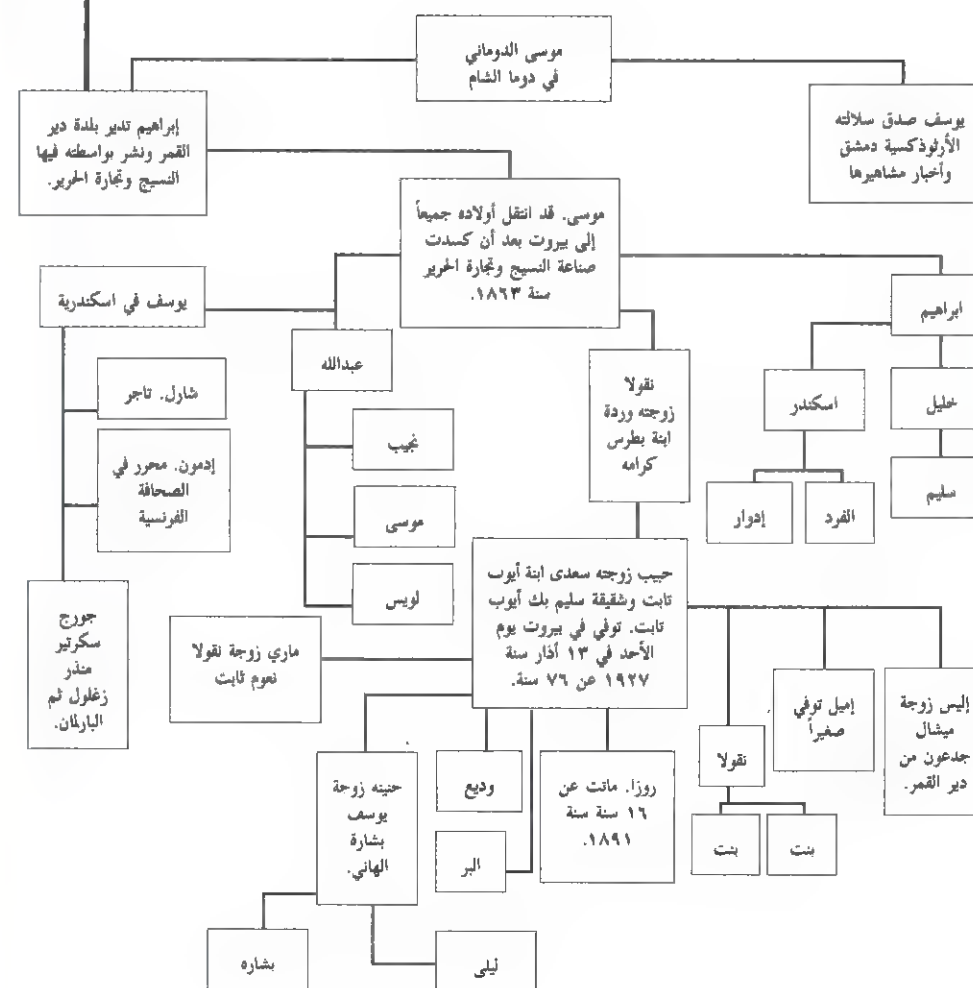 موسى الدوماني
في دوما الشام
يوسف صدق سلالته
الأرثوذكسية دمشق
وأخبار مشاهيرها
إبراهيم تدير بلدة دير
القمر ونشر بواسطته فيها
النسيج وتجارة الحرير.
موسى. قد انتقل أولاده جميعاً
إلى بيروت بعد أن كسدت
صناعة النسيج وتجارة الحرير
سنة ١٨٦٣.
ابراهيم
يوسف في اسكندرية
عبدالله
نقولا
زوجته وردة
ابنة بطرس
كرامه
خليل
اسكندر
سليم
الفرد
إدوار
شارل. تاجر
إدمون. محرر في
الصحافة
الفرنسية
جورج
سكرتير
منذر
زغلول ثم
البارلمان.
نجيب
موسى
لويس
حبيب زوجته سعدى ابنة أيوب
تابت وشقيقة سليم بك أيوب
تابت. توفي في بيروت يوم
الأحد في ١٣ أذار سنة
١٩٢٧ عن ٧٦ سنة.
إليس زوجة
ميشال
جدعون من
دير القمر.
إميل توفي
صغيراً
نقولا
بنت
بنت
ماري زوجة نقولا
نعوم ثابت
روزا. ماتت عن
١٦ سنة سنة
١٨٩١.
البر
وديع
حنينه زوجة
يوسف
بشارة
الهاني.
ليلى
بشاره